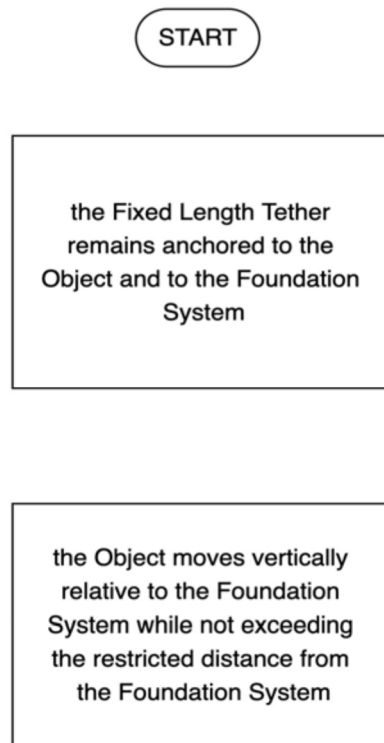 START
the Fixed Length Tether
remains anchored to the
Object and to the Foundation
System
the Object moves vertically
relative to the Foundation
System while not exceeding
the restricted distance from
the Foundation System